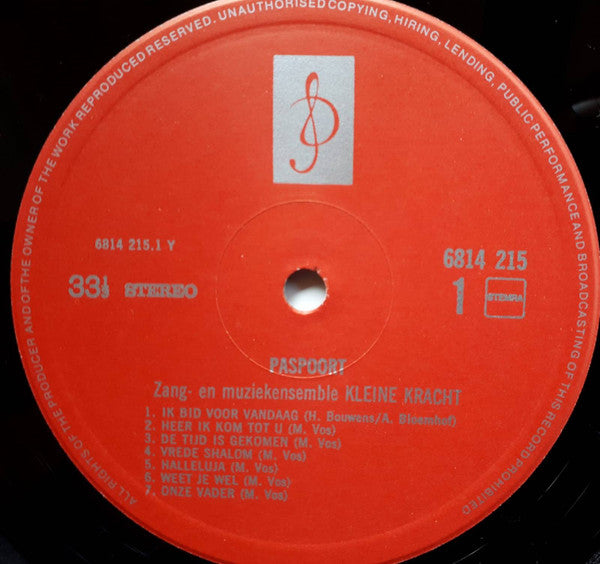 ALL RIGHTS OF THE PRODUCER AND OF THE OWNER OF THE WORK REPRODUCED RESERVED. UNAUTHORISED COPYING, HIRING, LENDING, PUBLIC PERFORMANCE AND BROADCASTING OF THIS RECORD PROHIBITED
6814 215.1 Y
6814 215
33⅓ STEREO
1 STEMRA
PASPOORT
Zang- en muziekensemble KLEINE KRACHT
1. IK BID VOOR VANDAAG (H. Bouwens/A. Bloemhof)
2. HEER IK KOM TOT U (M. Vos)
3. DE TIJD IS GEKOMEN (M. Vos)
4. VREDE SHALOM (M. Vos)
5. HALLELUJA (M. Vos)
6. WEET JE WEL (M. Vos)
7. ONZE VADER (M. Vos)